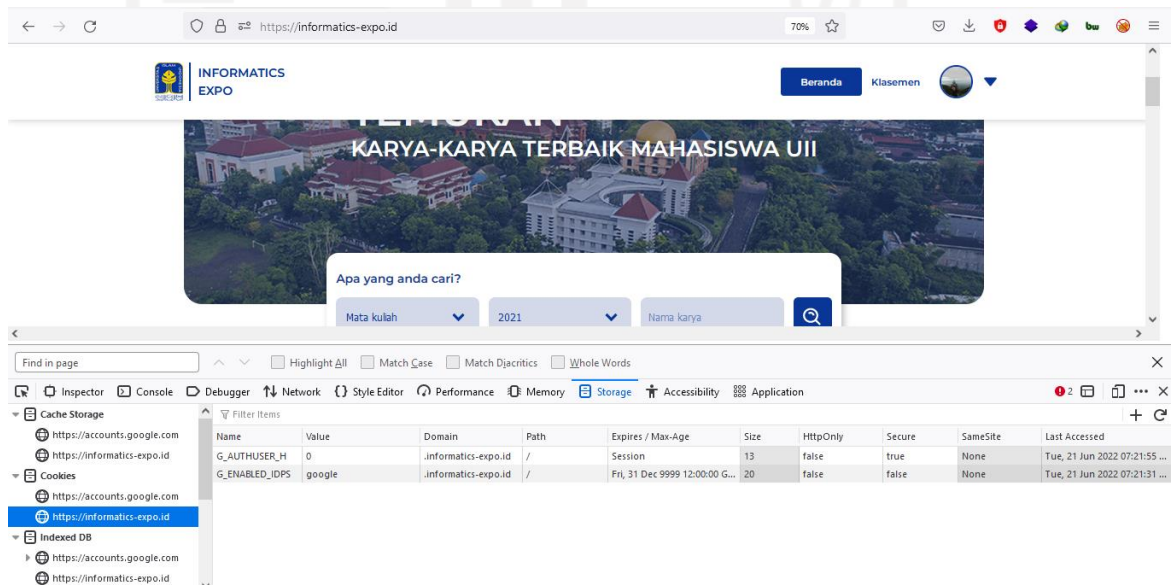 https://informatics-expo.id 70%
INFORMATICS
EXPO
Beranda Klasemen
TEMUKAN
KARYA-KARYA TERBAIK MAHASISWA UII
Apa yang anda cari?
Mata kuliah 2021 Nama karya
Find in page Highlight All Match Case Match Diacritics Whole Words
Inspector Console Debugger Network Style Editor Performance Memory Storage Accessibility Application 2
Cache Storage Filter Items
https://accounts.google.com Name Value Domain Path Expires / Max-Age Size HttpOnly Secure SameSite Last Accessed
https://informatics-expo.id G_AUTHUSER_H 0 .informatics-expo.id / Session 13 false true None Tue, 21 Jun 2022 07:21:55 ...
Cookies G_ENABLED_IDPS google .informatics-expo.id / Fri, 31 Dec 9999 12:00:00 G... 20 false false None Tue, 21 Jun 2022 07:21:31 ...
https://accounts.google.com
https://informatics-expo.id
Indexed DB
https://accounts.google.com
https://informatics-expo.id